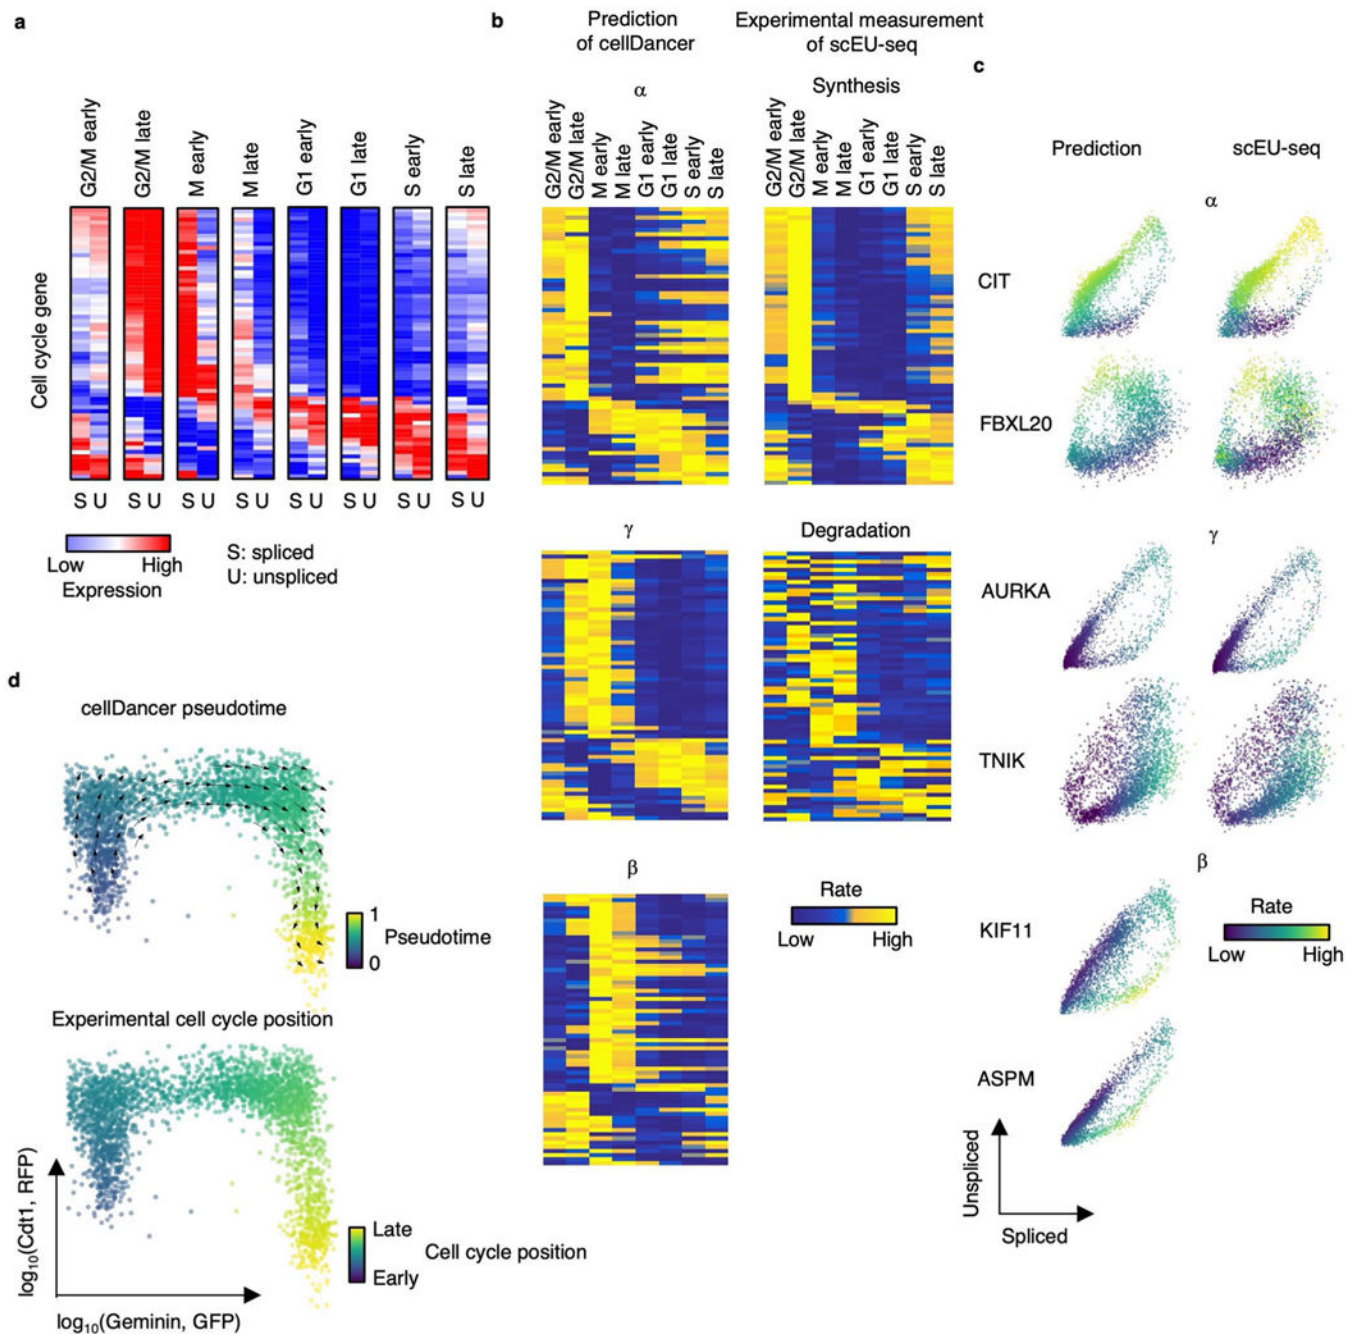 a
G2/M early
G2/M late
M early
M late
G1 early
G1 late
S early
S late
Cell cycle gene
S U S U S U S U S U S U S U S U
Low High
Expression
S: spliced
U: unspliced
b
Prediction
of cellDancer
Experimental measurement
of scEU-seq
α
Synthesis
G2/M early
G2/M late
M early
M late
G1 early
G1 late
S early
S late
G2/M early
G2/M late
M early
M late
G1 early
G1 late
S early
S late
γ
Degradation
β
Rate
Low High
c
Prediction
scEU-seq
α
CIT
FBXL20
γ
AURKA
TNIK
β
KIF11
Rate
Low High
ASPM
Unspliced
Spliced
d
cellDancer pseudotime
1
Pseudotime
0
Experimental cell cycle position
Late
Cell cycle position
Early
log₁₀(Cdt1, RFP)
log₁₀(Geminin, GFP)